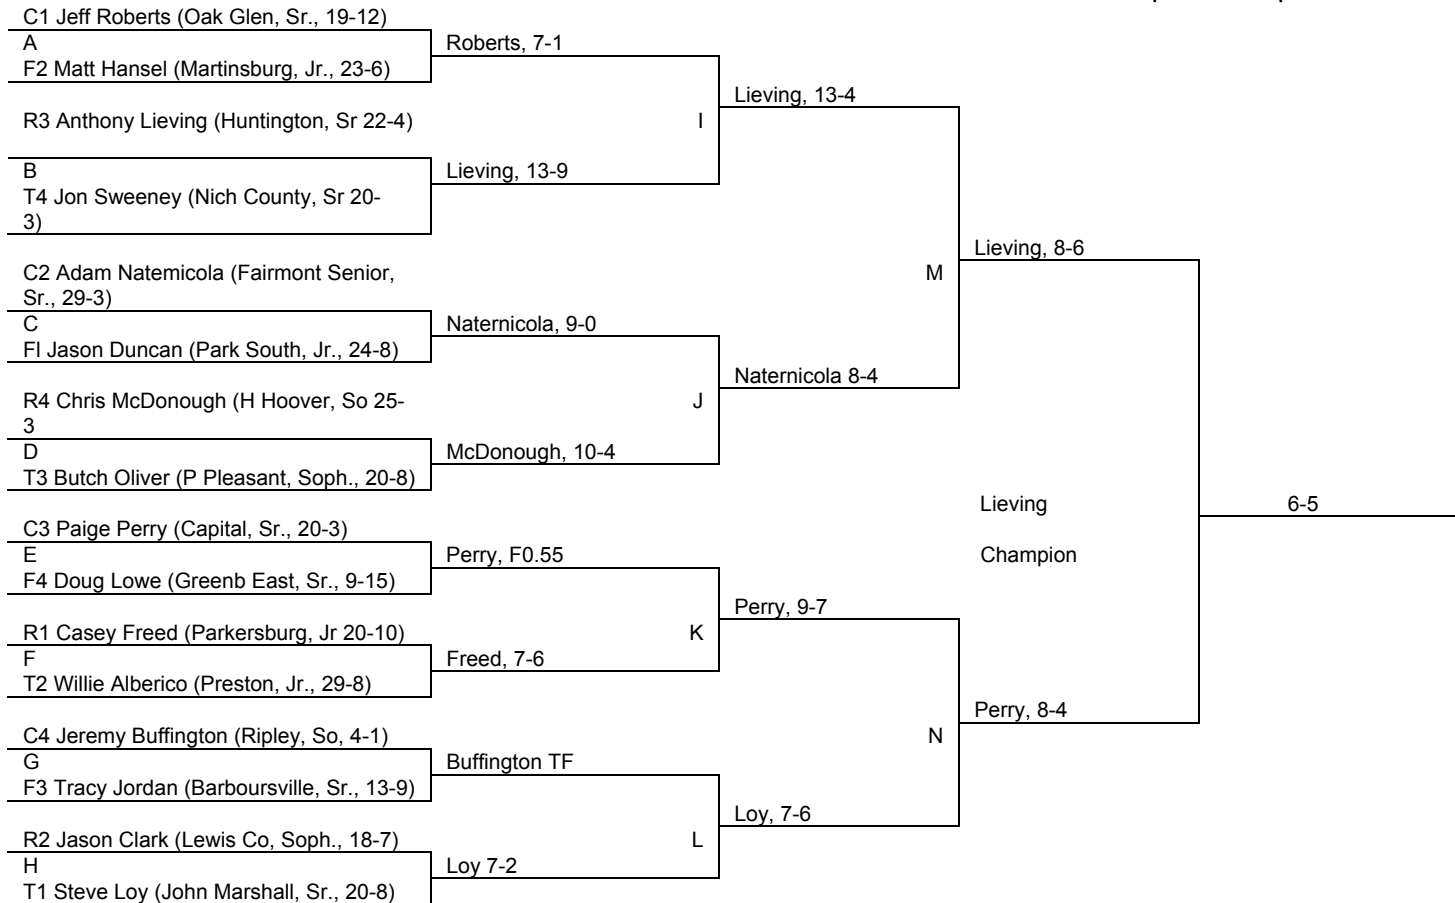 C1 Jeff Roberts (Oak Glen, Sr., 19-12)
A
F2 Matt Hansel (Martinsburg, Jr., 23-6)
R3 Anthony Lieving (Huntington, Sr 22-4)
B
T4 Jon Sweeney (Nich County, Sr 20-
3)
C2 Adam Natemicola (Fairmont Senior,
Sr., 29-3)
C
Fl Jason Duncan (Park South, Jr., 24-8)
R4 Chris McDonough (H Hoover, So 25-
3
D
T3 Butch Oliver (P Pleasant, Soph., 20-8)
C3 Paige Perry (Capital, Sr., 20-3)
E
F4 Doug Lowe (Greenb East, Sr., 9-15)
R1 Casey Freed (Parkersburg, Jr 20-10)
F
T2 Willie Alberico (Preston, Jr., 29-8)
C4 Jeremy Buffington (Ripley, So, 4-1)
G
F3 Tracy Jordan (Barboursville, Sr., 13-9)
R2 Jason Clark (Lewis Co, Soph., 18-7)
H
T1 Steve Loy (John Marshall, Sr., 20-8)
Roberts, 7-1
I
Lieving, 13-9
Naternicola, 9-0
J
McDonough, 10-4
Perry, F0.55
K
Freed, 7-6
Buffington TF
L
Loy 7-2
Lieving, 13-4
M
Naternicola 8-4
Perry, 9-7
N
Loy, 7-6
Lieving, 8-6
Lieving
Champion
Perry, 8-4
6-5